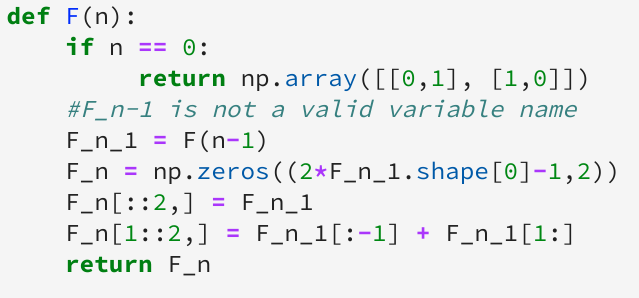 def F(n):
    if n == 0:
        return np.array([[0,1], [1,0]])
    #F_n-1 is not a valid variable name
    F_n_1 = F(n-1)
    F_n = np.zeros((2*F_n_1.shape[0]-1,2))
    F_n[::2,] = F_n_1
    F_n[1::2,] = F_n_1[:-1] + F_n_1[1:]
    return F_n